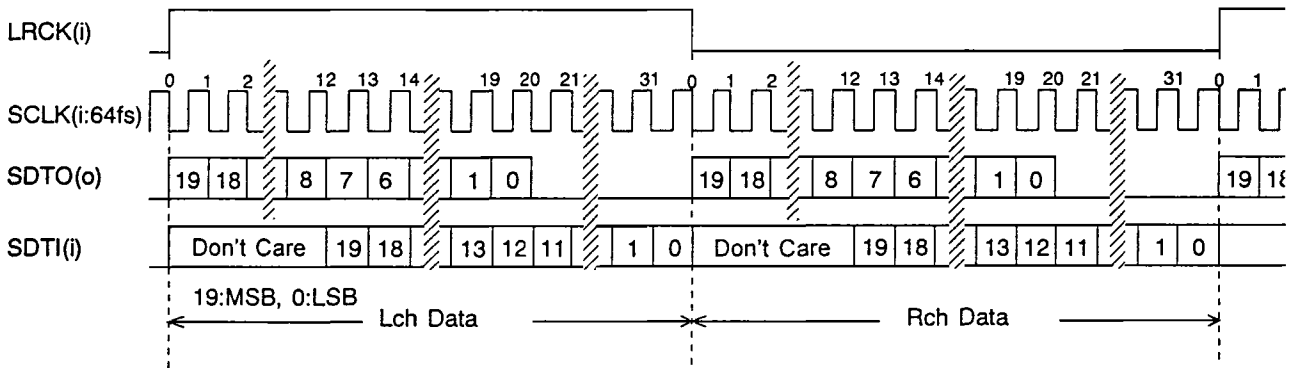 LRCK(i)
0 1 2 12 13 14 19 20 21 31 0 1 2 12 13 14 19 20 21 31 0 1
SCLK(i:64fs)
SDTO(o) 19 18 8 7 6 1 0 19 18 8 7 6 1 0 19
SDTI(i) Don't Care 19 18 13 12 11 1 0 Don't Care 19 18 13 12 11 1 0
19:MSB, 0:LSB
Lch Data Rch Data